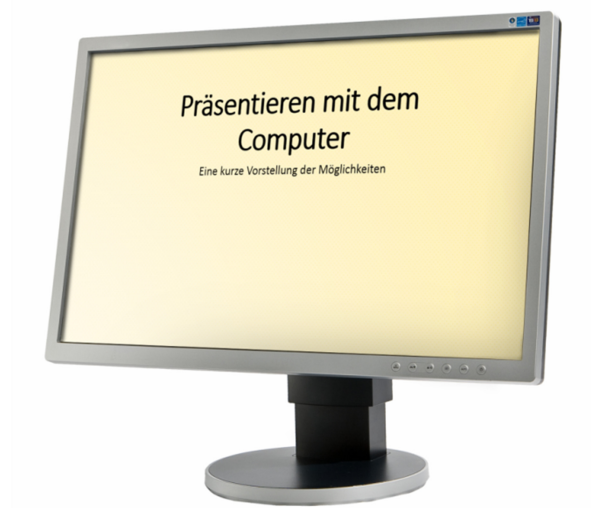 Präsentieren mit dem
Computer
Eine kurze Vorstellung der Möglichkeiten